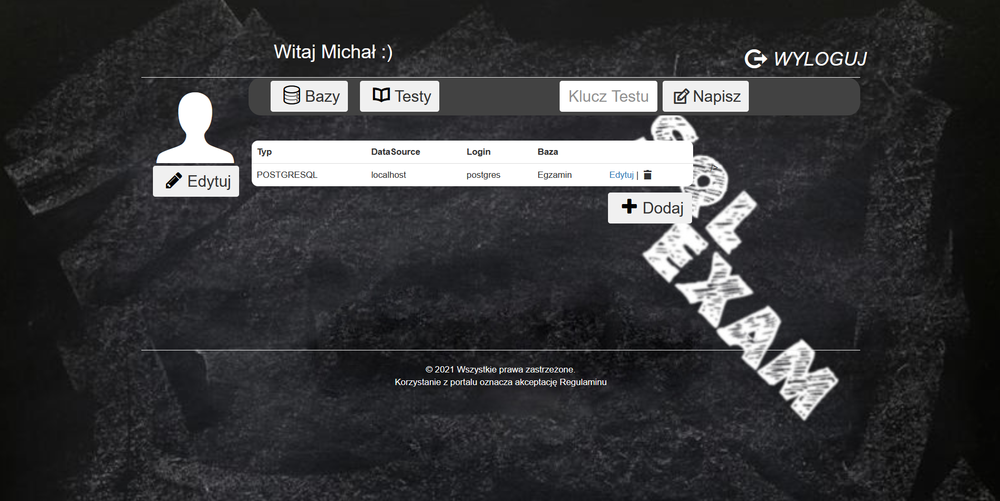 Witaj Michał :)
WYLOGUJ
Bazy Testy Klucz Testu Napisz
Edytuj
Typ DataSource Login Baza
POSTGRESQL localhost postgres Egzamin Edytuj |
/>
Dodaj
SQL
EXAM
© 2021 Wszystkie prawa zastrzeżone.
Korzystanie z portalu oznacza akceptację Regulaminu